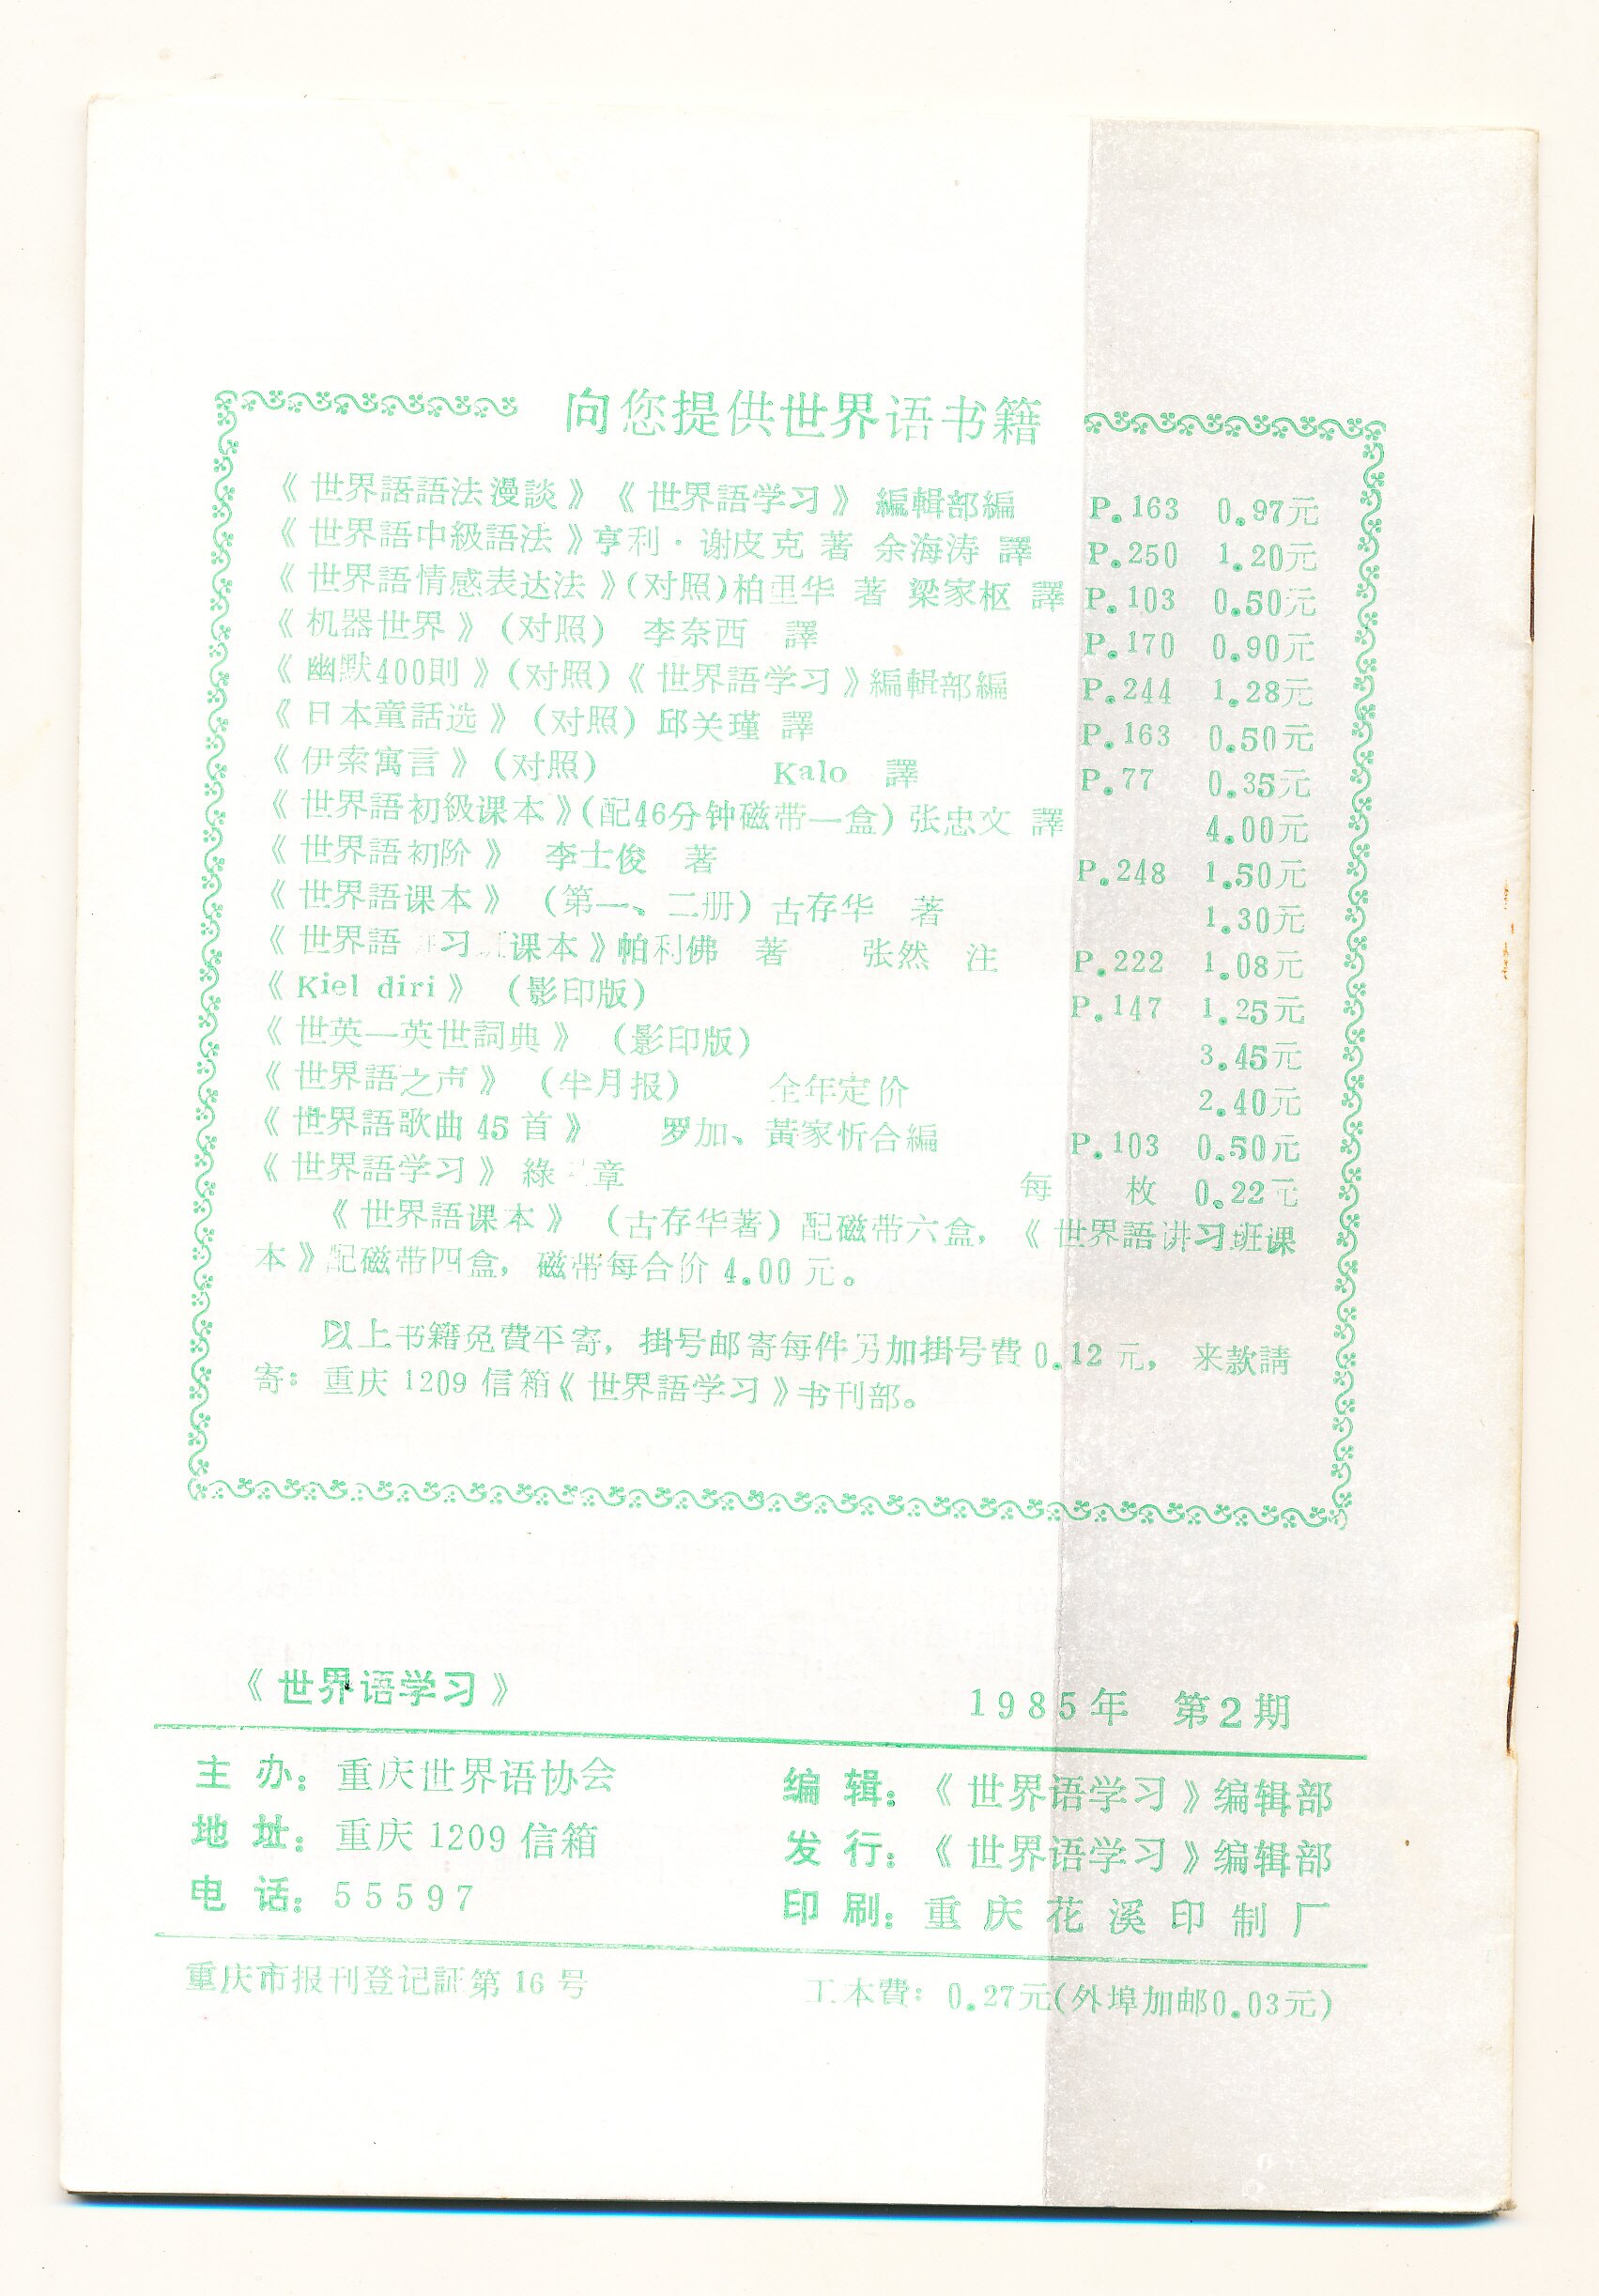 向您提供世界语书籍
《世界語語法漫談》《世界語学习》編輯部編 P.163 0.97元
《世界語中級語法》亨利·谢皮克 著 余海涛 譯 P.250 1.20元
《世界語情感表达法》(对照)柏里华 著 梁家枢 譯 P.103 0.50元
《机器世界》(对照) 李奈西 譯 P.170 0.90元
《幽默400則》(对照)《世界語学习》編輯部編 P.244 1.28元
《日本童話选》(对照) 邱关瑾 譯 P.163 0.50元
《伊索寓言》(对照) Kalo 譯 P.77 0.35元
《世界語初級课本》(配46分钟磁带一盒)张忠文 譯 4.00元
《世界語初阶》 李士俊 著 P.248 1.50元
《世界語课本》 (第一、二册) 古存华 著 1.30元
《世界語 习 课本》帕利佛 著 张然 注 P.222 1.08元
《Kiel diri》 (影印版) P.147 1.25元
《世英—英世詞典》 (影印版) 3.45元
《世界語之声》 (半月报) 全年定价 2.40元
《世界語歌曲45首》 罗加、黃家忻合編 P.103 0.50元
《世界語学习》綠 章 每 枚 0.22元
《世界語课本》 (古存华著) 配磁带六盒，《世界語讲习班课
本》配磁带四盒，磁带每合价4.00元。
以上书籍免費平寄，掛号邮寄每件另加掛号費0.12元， 来款請
寄：重庆1209信箱《世界語学习》书刊部。
《世界语学习》 1985年 第2期
主 办：重庆世界语协会 编 辑：《世界语学习》编辑部
地 址：重庆1209信箱 发 行：《世界语学习》编辑部
电 话：55597 印 刷：重庆花溪印制厂
重庆市报刊登记証第16号 工本費：0.27元(外埠加邮0.03元)